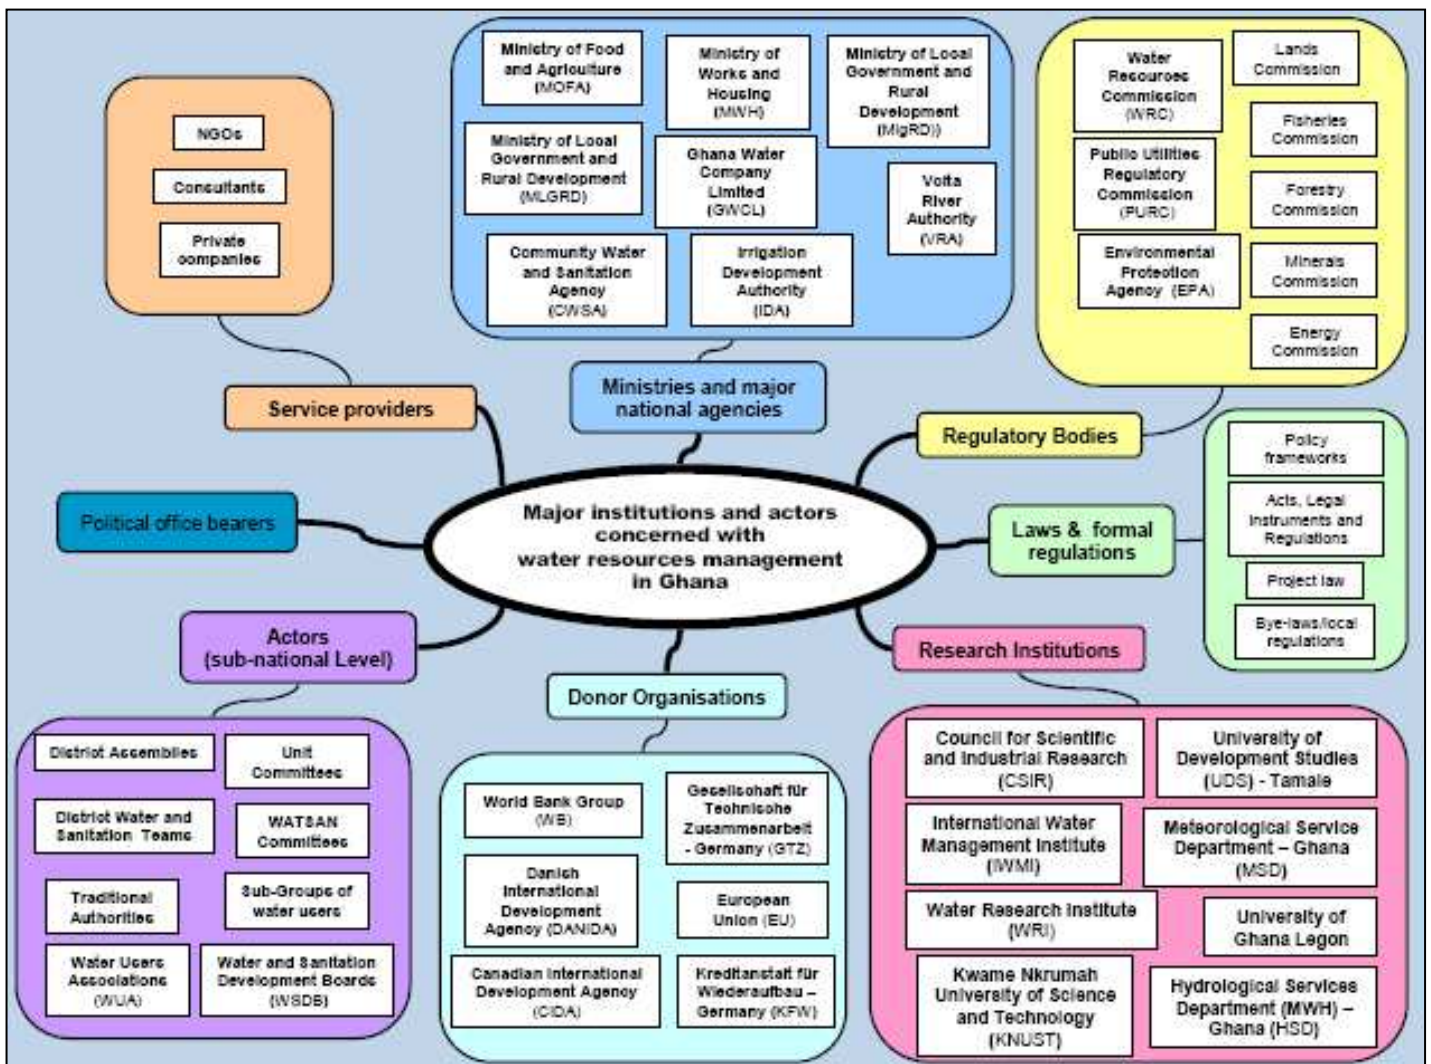 NGOs
Consultants
Private
companies
Service providers
Ministry of Food
and Agriculture
(MOFA)
Ministry of
Works and
Housing
(MWH)
Ministry of Local
Government and
Rural
Development
(MlgRD))
Ministry of Local
Government and
Rural Development
(MLGRD)
Ghana Water
Company
Limited
(GWCL)
Volta
River
Authority
(VRA)
Community Water
and Sanitation
Agency
(CWSA)
Irrigation
Development
Authority
(IDA)
Ministries and major
national agencies
Water
Resources
Commission
(WRC)
Lands
Commission
Public Utilities
Regulatory
Commission
(PURC)
Fisheries
Commission
Forestry
Commission
Environmental
Protection
Agency (EPA)
Minerals
Commission
Energy
Commission
Regulatory Bodies
Policy
frameworks
Acts, Legal
Instruments and
Regulations
Project law
Bye-laws/local
regulations
Laws & formal
regulations
Political office bearers
Major institutions and actors
concerned with
water resources management
in Ghana
Actors
(sub-national Level)
District Assemblies
Unit
Committees
District Water and
Sanitation Teams
WATSAN
Committees
Traditional
Authorities
Sub-Groups of
water users
Water Users
Associations
(WUA)
Water and Sanitation
Development Boards
(WSDB)
Donor Organisations
World Bank Group
(WB)
Gesellschaft für
Technische
Zusammenarbeit
- Germany (GTZ)
Danish
International
Development
Agency (DANIDA)
European
Union (EU)
Canadian International
Development Agency
(CIDA)
Kreditanstalt für
Wiederaufbau –
Germany (KFW)
Research Institutions
Council for Scientific
and Industrial Research
(CSIR)
University of
Development Studies
(UDS) - Tamale
International Water
Management Institute
(IWMI)
Meteorological Service
Department – Ghana
(MSD)
Water Research Institute
(WRI)
University of
Ghana Legon
Kwame Nkrumah
University of Science
and Technology
(KNUST)
Hydrological Services
Department (MWH) –
Ghana (HSD)